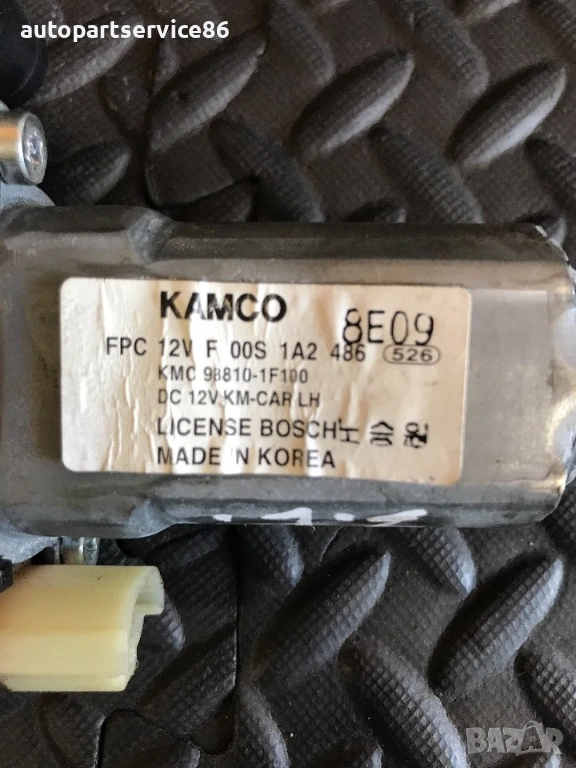 autopartservice86
KAMCO 8E09
FPC 12V F 00S 1A2 486 526
KMC 98810-1F100
DC 12V KM-CAR LH
LICENSE BOSCH
MADE IN KOREA
BAZAR